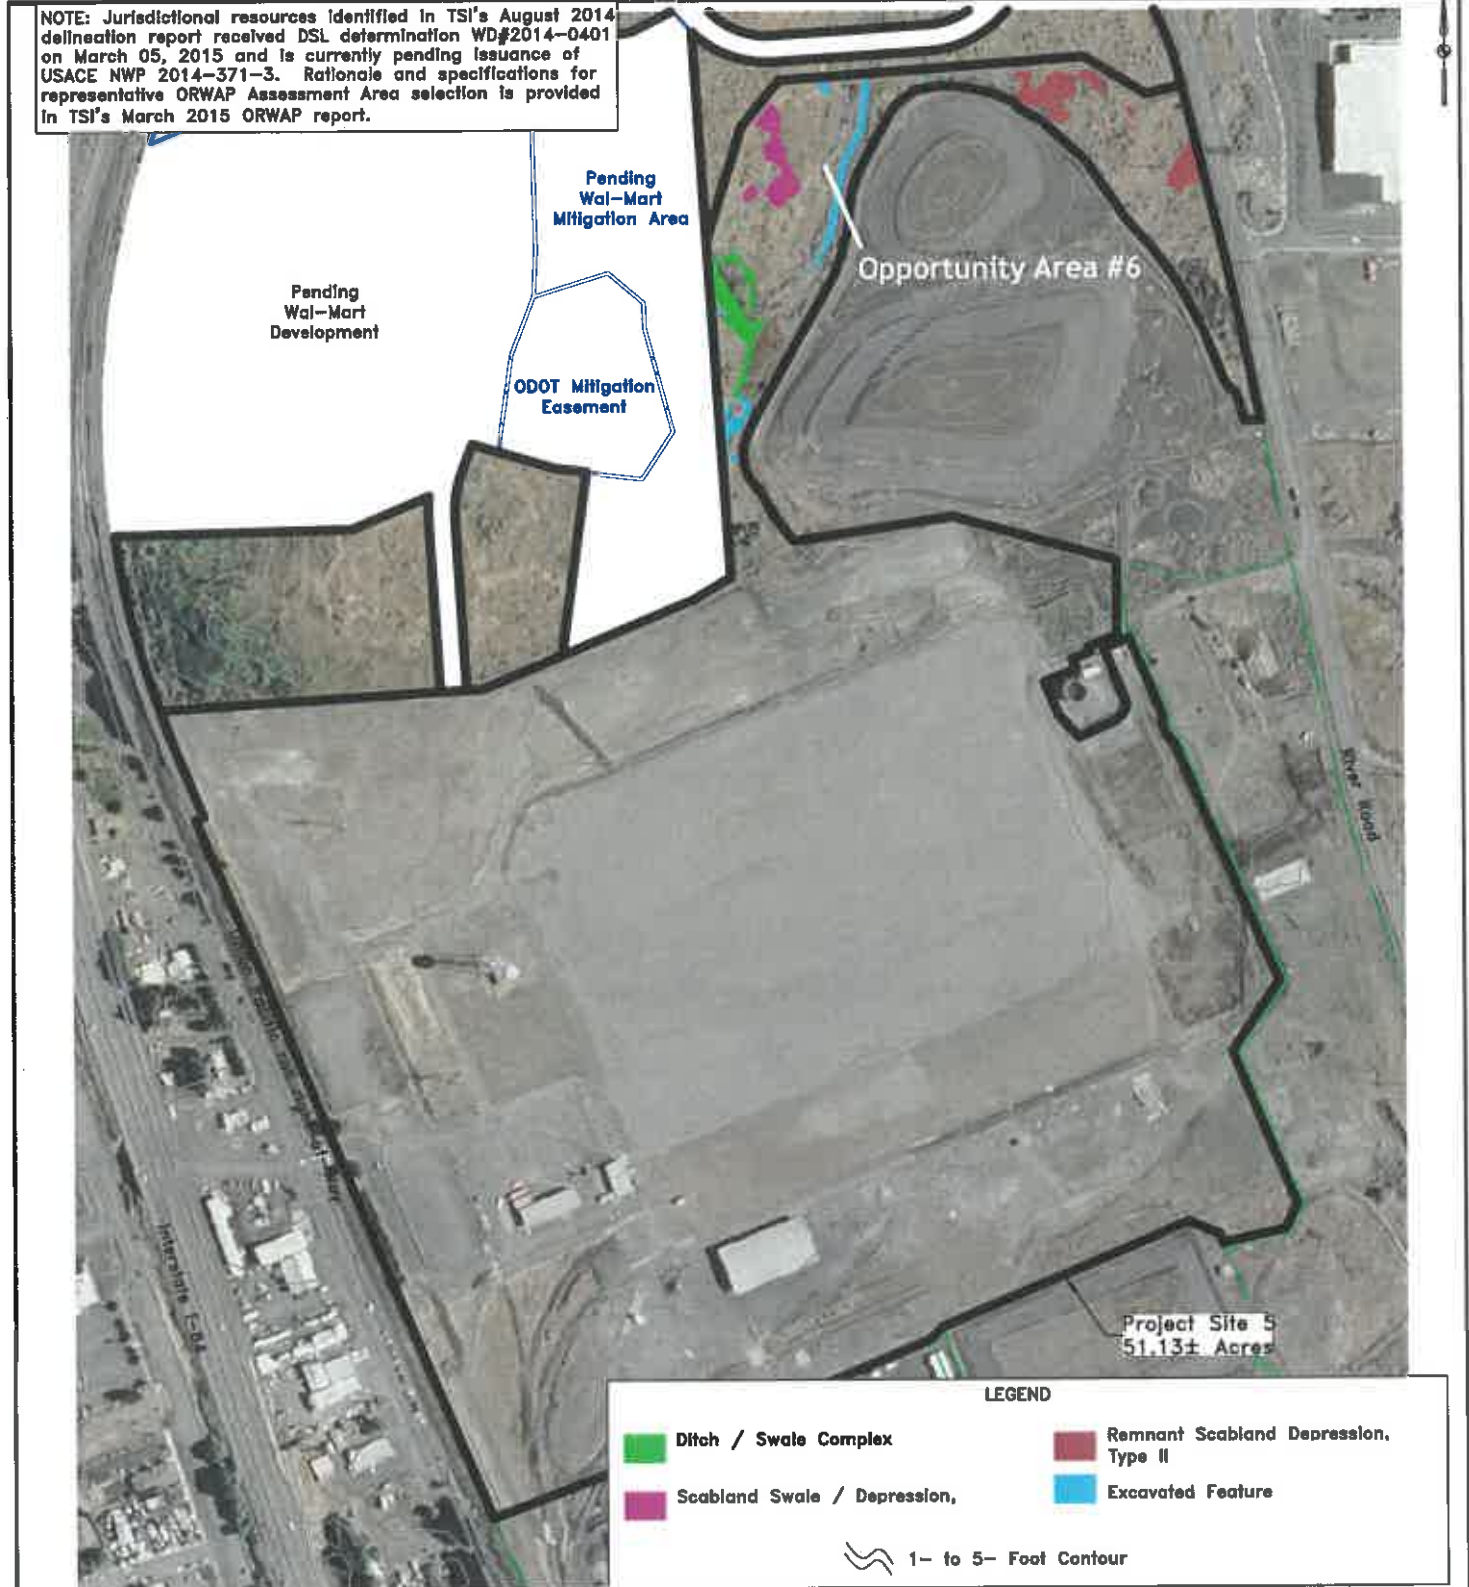 NOTE: Jurisdictional resources identified in TSI's August 2014
delineation report received DSL determination WD#2014-0401
on March 05, 2015 and is currently pending issuance of
USACE NWP 2014-371-3. Rationale and specifications for
representative ORWAP Assessment Area selection is provided
in TSI's March 2015 ORWAP report.
Pending
Wal-Mart
Mitigation Area
Opportunity Area #6
Pending
Wal-Mart
Development
ODOT Mitigation
Easement
River Road
Interstate I-84
Project Site 5
51.13± Acres
LEGEND
Ditch / Swale Complex
Scabland Swale / Depression,
Remnant Scabland Depression,
Type II
Excavated Feature
1- to 5- Foot Contour